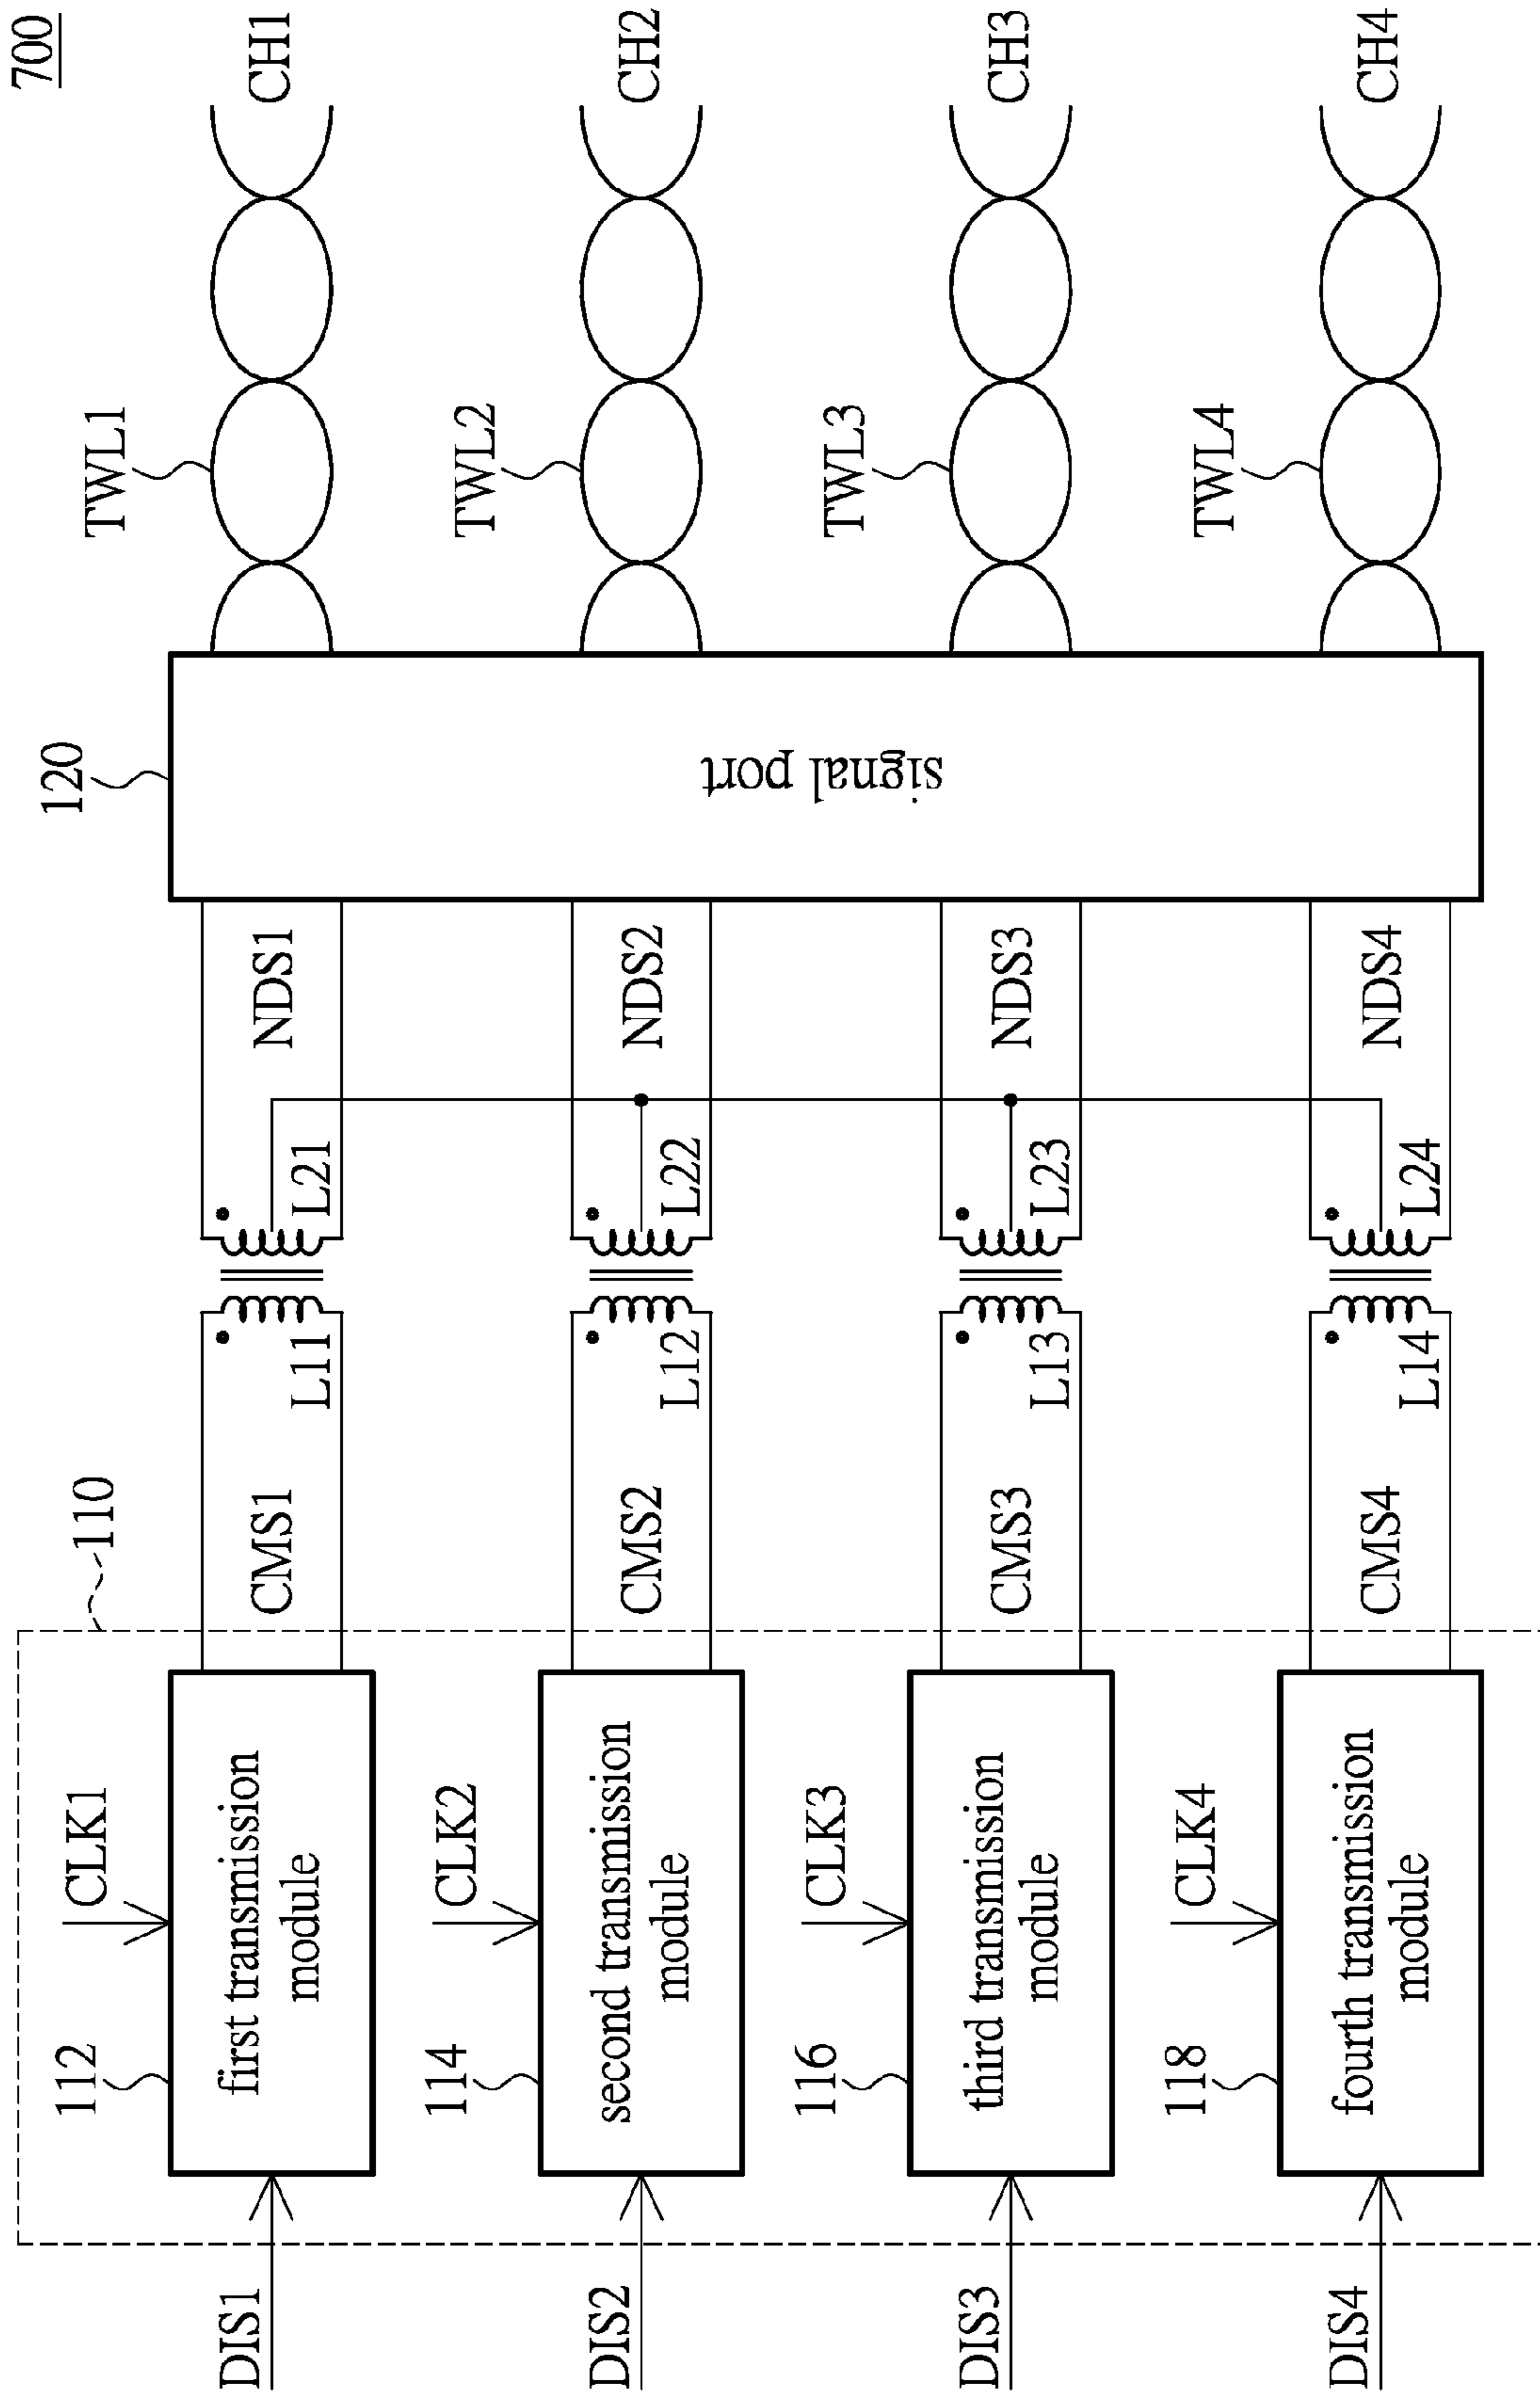 700
DIS1
112
CLK1
first transmission
module
110
CMS1
L11
L21
NDS1
120
signal port
TWL1
CH1
DIS2
114
CLK2
second transmission
module
CMS2
L12
L22
NDS2
TWL2
CH2
DIS3
116
CLK3
third transmission
module
CMS3
L13
L23
NDS3
TWL3
CH3
DIS4
118
CLK4
fourth transmission
module
CMS4
L14
L24
NDS4
TWL4
CH4